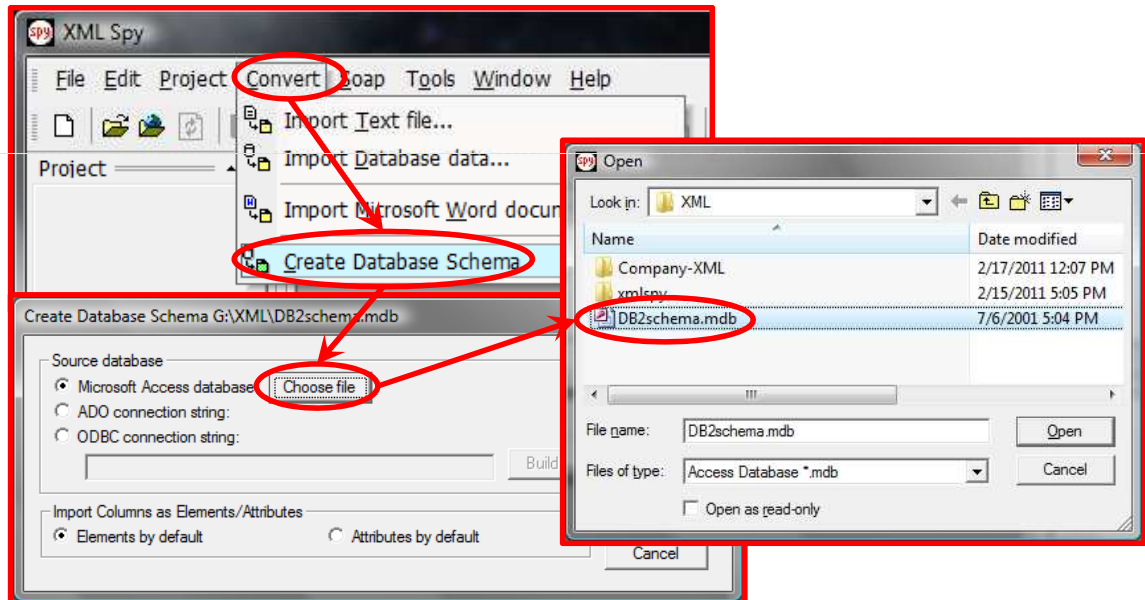 spy XML Spy
File Edit Project Convert Soap Tools Window Help
Import Text file...
Project
Import Database data...
Import Microsoft Word docum
Create Database Schema
Create Database Schema G:\XML\DB2schema.mdb
Source database
Microsoft Access database Choose file
ADO connection string:
ODBC connection string:
Build
Import Columns as Elements/Attributes
Elements by default Attributes by default
Cancel
spy Open
Look in: XML
Name Date modified
Company-XML 2/17/2011 12:07 PM
xmlspy 2/15/2011 5:05 PM
DB2schema.mdb 7/6/2001 5:04 PM
File name: DB2schema.mdb Open
Files of type: Access Database *.mdb Cancel
Open as read-only